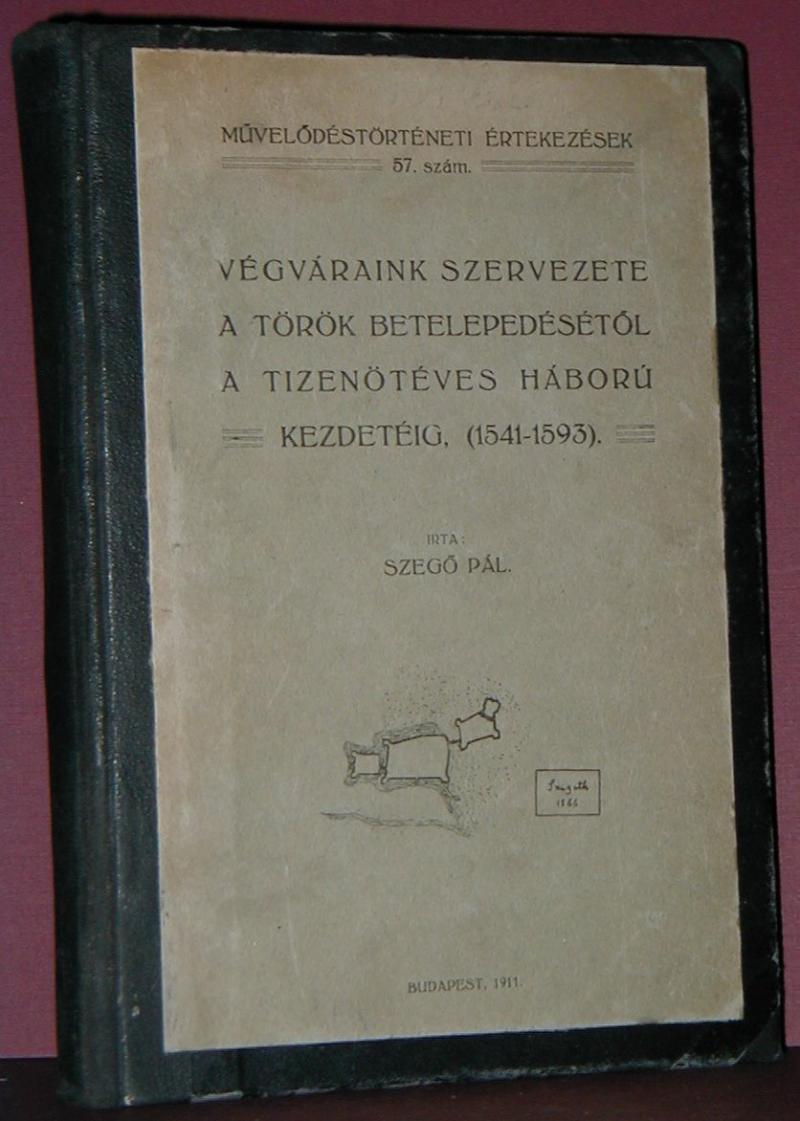 MŰVELŐDÉSTÖRTÉNETI ÉRTEKEZÉSEK
57. szám.
VÉGVÁRAINK SZERVEZETE
A TÖRÖK BETELEPEDÉSÉTŐL
A TIZENÖTÉVES HÁBORÚ
KEZDETÉIG, (1541-1593).
IRTA:
SZEGŐ PÁL.
BUDAPEST, 1911.